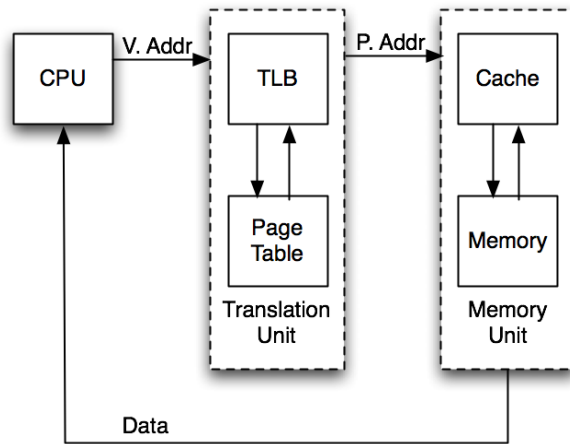 V. Addr
P. Addr
CPU
TLB
Cache
Page
Table
Memory
Translation
Unit
Memory
Unit
Data